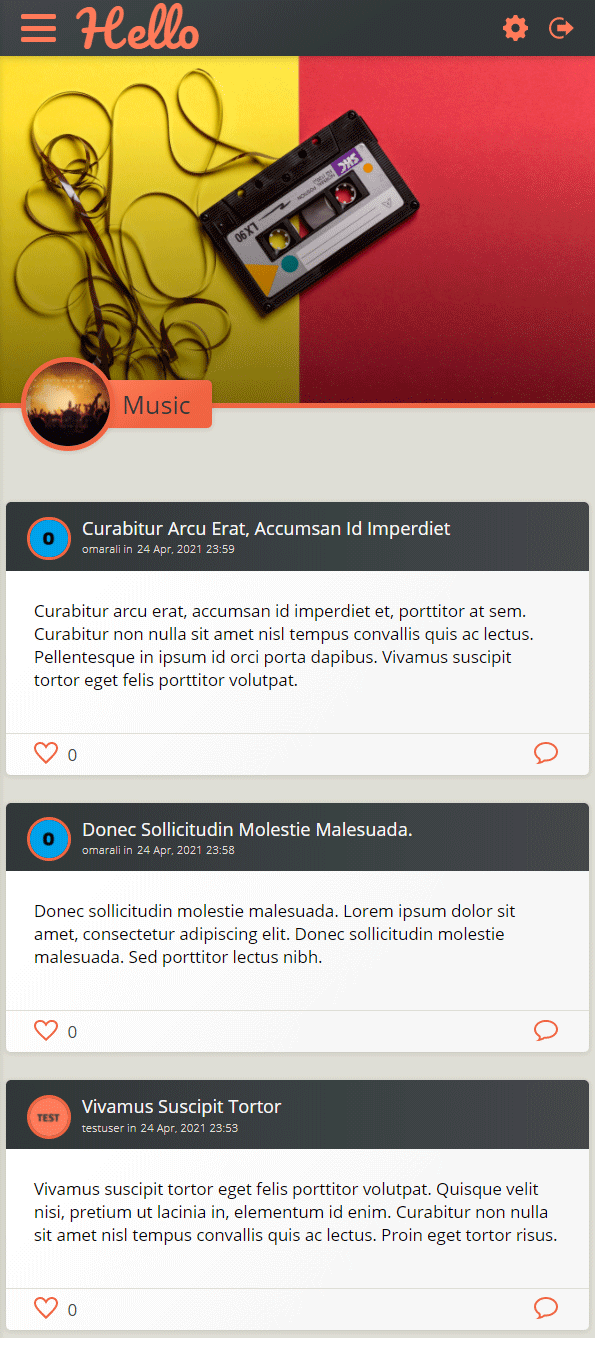 Hello
LX 90
Music
O
Curabitur Arcu Erat, Accumsan Id Imperdiet
omarali in 24 Apr, 2021 23:59
Curabitur arcu erat, accumsan id imperdiet et, porttitor at sem.
Curabitur non nulla sit amet nisl tempus convallis quis ac lectus.
Pellentesque in ipsum id orci porta dapibus. Vivamus suscipit
tortor eget felis porttitor volutpat.
0
O
Donec Sollicitudin Molestie Malesuada.
omarali in 24 Apr, 2021 23:58
Donec sollicitudin molestie malesuada. Lorem ipsum dolor sit
amet, consectetur adipiscing elit. Donec sollicitudin molestie
malesuada. Sed porttitor lectus nibh.
0
TEST
Vivamus Suscipit Tortor
testuser in 24 Apr, 2021 23:53
Vivamus suscipit tortor eget felis porttitor volutpat. Quisque velit
nisi, pretium ut lacinia in, elementum id enim. Curabitur non nulla
sit amet nisl tempus convallis quis ac lectus. Proin eget tortor risus.
0